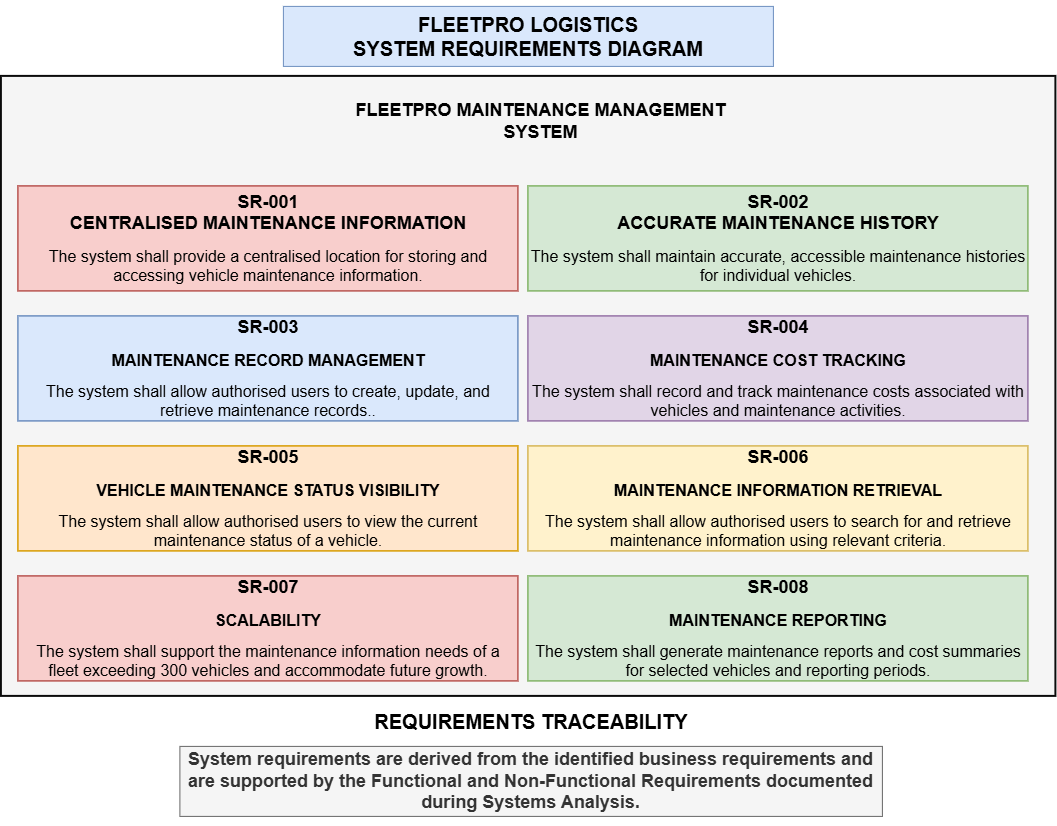 FLEETPRO LOGISTICS
SYSTEM REQUIREMENTS DIAGRAM
FLEETPRO MAINTENANCE MANAGEMENT
SYSTEM
SR-001
CENTRALISED MAINTENANCE INFORMATION
The system shall provide a centralised location for storing and
accessing vehicle maintenance information.
SR-002
ACCURATE MAINTENANCE HISTORY
The system shall maintain accurate, accessible maintenance histories
for individual vehicles.
SR-003
MAINTENANCE RECORD MANAGEMENT
The system shall allow authorised users to create, update, and
retrieve maintenance records..
SR-004
MAINTENANCE COST TRACKING
The system shall record and track maintenance costs associated with
vehicles and maintenance activities.
SR-005
VEHICLE MAINTENANCE STATUS VISIBILITY
The system shall allow authorised users to view the current
maintenance status of a vehicle.
SR-006
MAINTENANCE INFORMATION RETRIEVAL
The system shall allow authorised users to search for and retrieve
maintenance information using relevant criteria.
SR-007
SCALABILITY
The system shall support the maintenance information needs of a
fleet exceeding 300 vehicles and accommodate future growth.
SR-008
MAINTENANCE REPORTING
The system shall generate maintenance reports and cost summaries
for selected vehicles and reporting periods.
REQUIREMENTS TRACEABILITY
System requirements are derived from the identified business requirements and
are supported by the Functional and Non-Functional Requirements documented
during Systems Analysis.